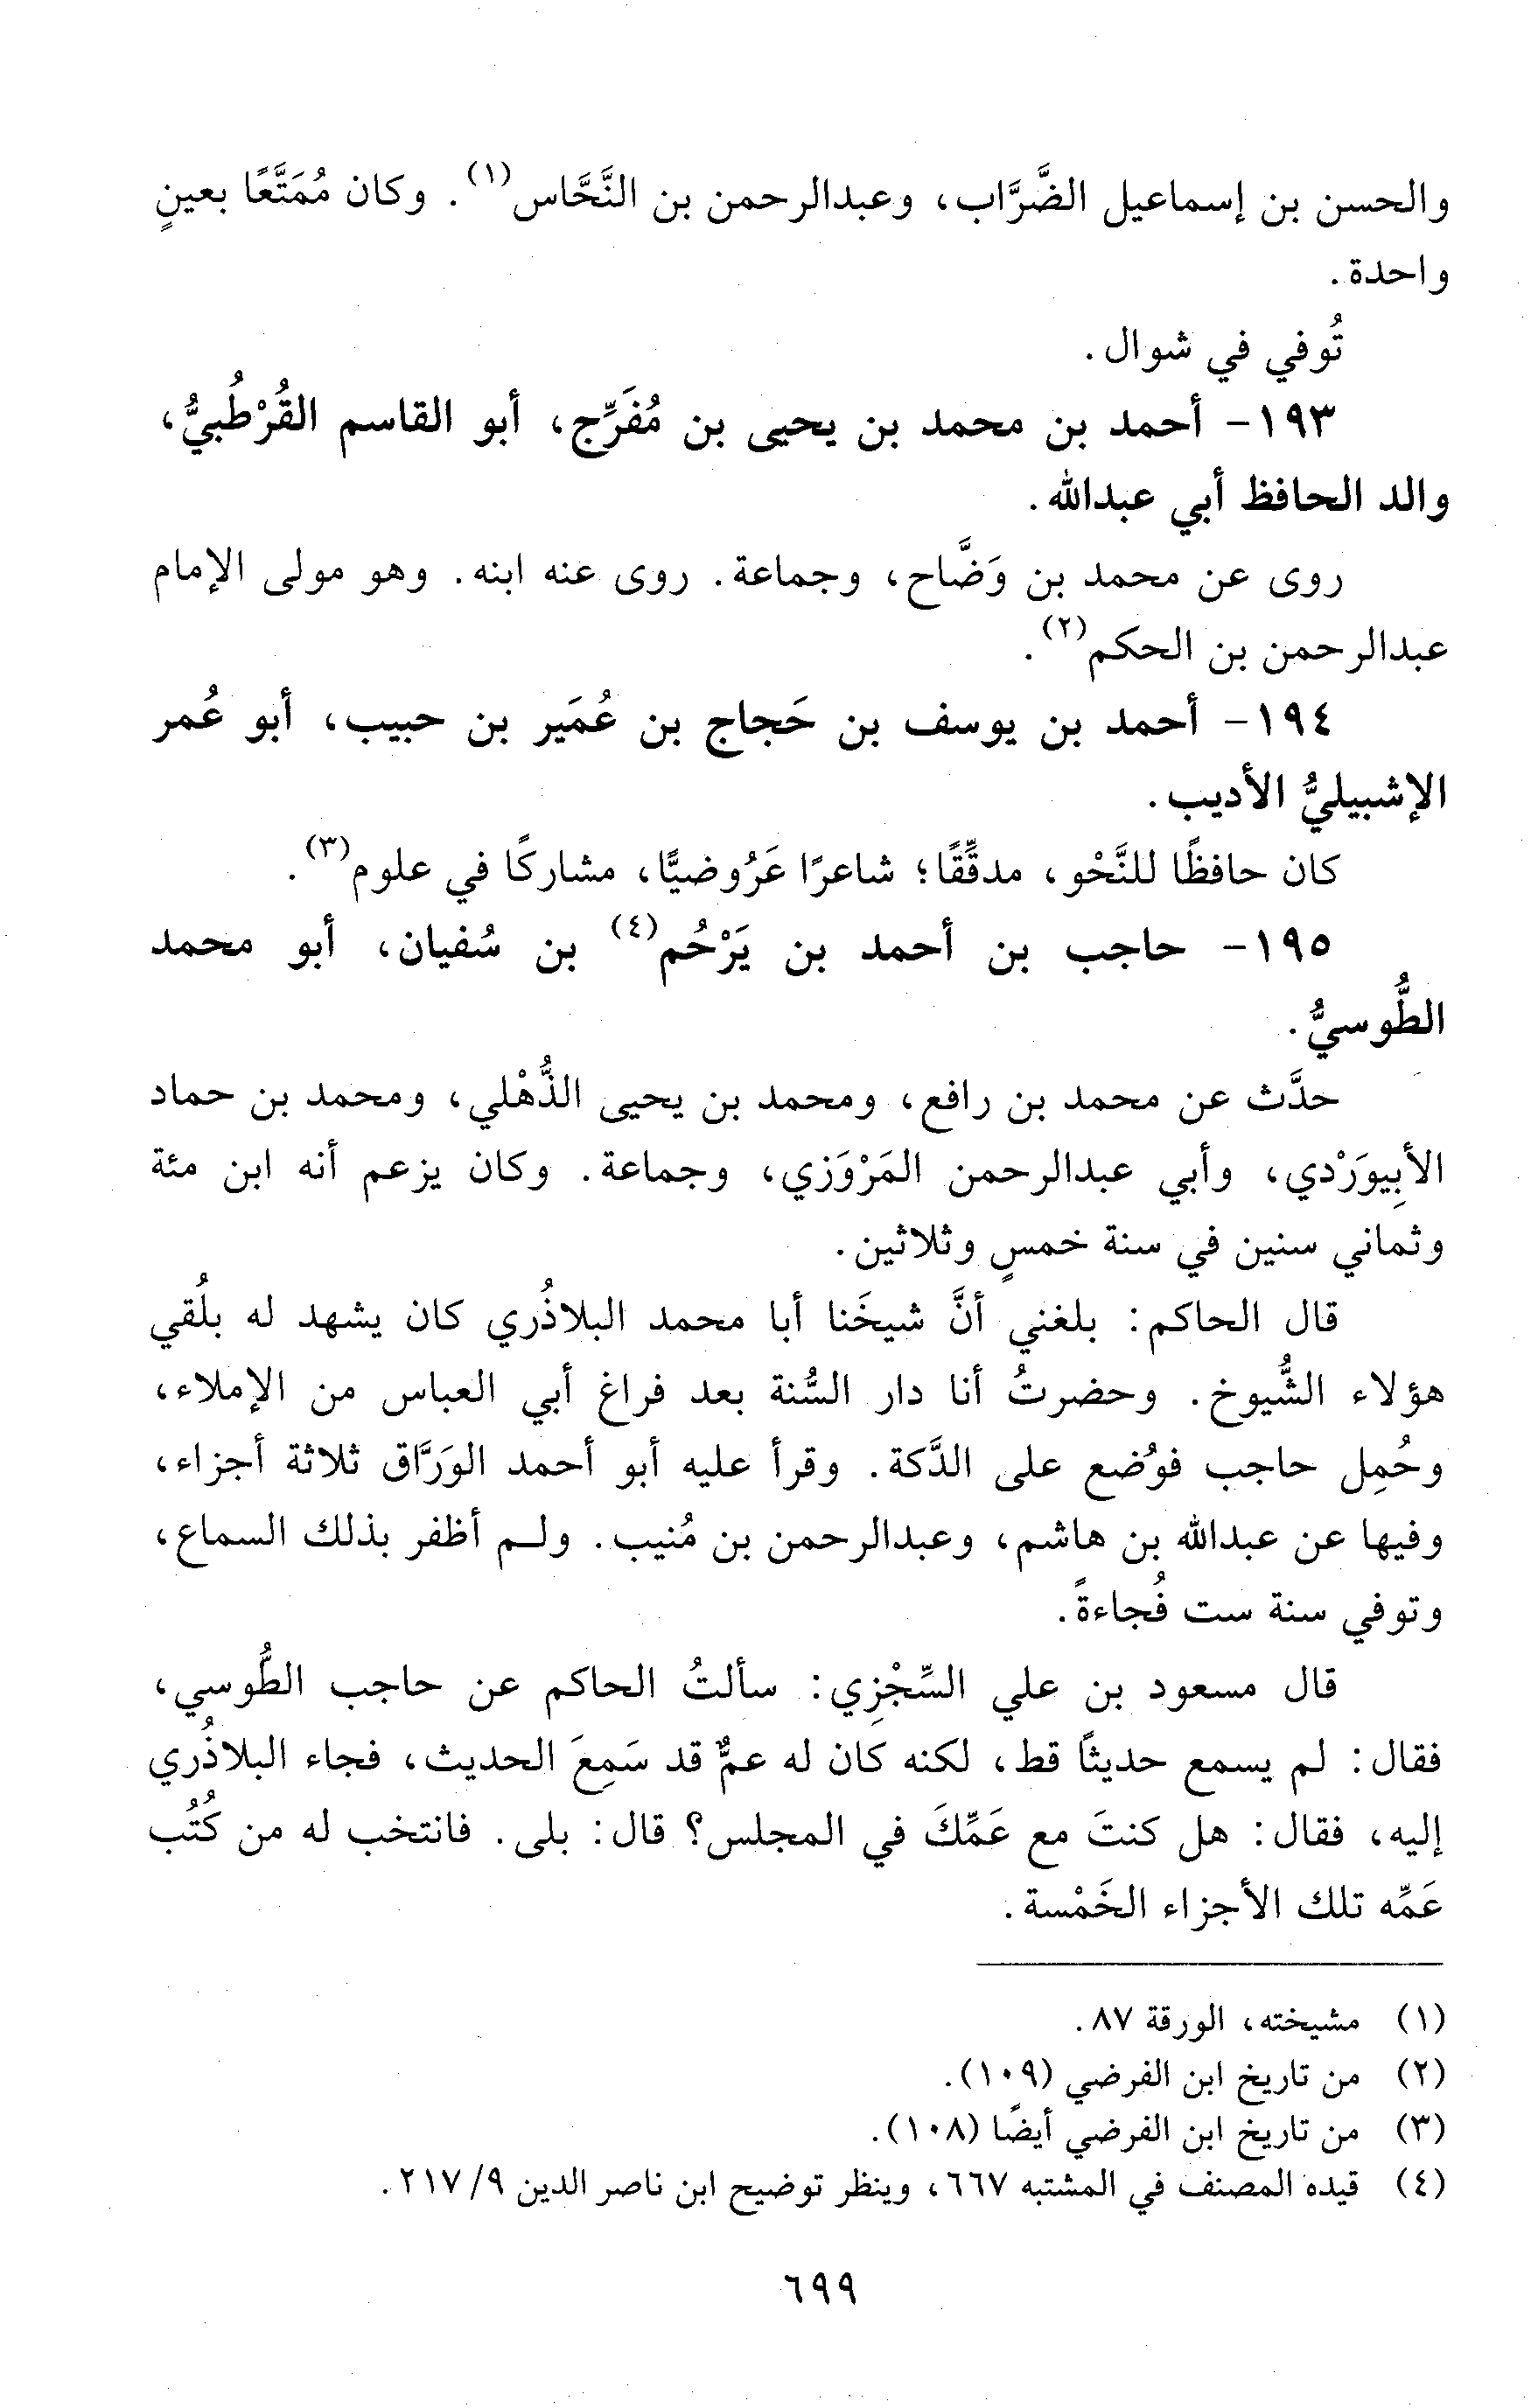 والحسن بن إسماعيل الضَّرَّاب، وعبدالرحمن بن النَّحَّاس(١). وكان مُمَتَّعًا بعينٍ
واحدة.
تُوفي في شوال.
١٩٣- أحمد بن محمد بن يحيى بن مُفَرِّج، أبو القاسم القُرْطُبيُّ،
والد الحافظ أبي عبدالله.
روى عن محمد بن وَضَّاح، وجماعة. روى عنه ابنه. وهو مولى الإمام
عبدالرحمن بن الحكم(٢).
١٩٤- أحمد بن يوسف بن حَجاج بن عُمَير بن حبيب، أبو عُمر
الإشبيليُّ الأديب.
كان حافظًا للنَّحْو، مدقِّقًا؛ شاعرًا عَرُوضيًّا، مشاركًا في علوم(٣).
١٩٥- حاجب بن أحمد بن يَرْحُم(٤) بن سُفيان، أبو محمد
الطُّوسيُّ.
حدَّث عن محمد بن رافع، ومحمد بن يحيى الذُّهْلي، ومحمد بن حماد
الأبِيوَرْدي، وأبي عبدالرحمن المَرْوَزي، وجماعة. وكان يزعم أنه ابن مئة
وثماني سنين في سنة خمسٍ وثلاثين.
قال الحاكم: بلغني أنَّ شيخَنا أبا محمد البلاذُري كان يشهد له بلُقي
هؤلاء الشُّيوخ. وحضرتُ أنا دار السُّنة بعد فراغ أبي العباس من الإملاء،
وحُمِل حاجب فوُضع على الدَّكة. وقرأ عليه أبو أحمد الوَرَّاق ثلاثة أجزاء،
وفيها عن عبدالله بن هاشم، وعبدالرحمن بن مُنيب. ولـم أظفر بذلك السماع،
وتوفي سنة ست فُجاءةً.
قال مسعود بن علي السِّجْزِي: سألتُ الحاكم عن حاجب الطُّوسي،
فقال: لم يسمع حديثًا قط، لكنه كان له عمٌّ قد سَمِعَ الحديث، فجاء البلاذُري
إليه، فقال: هل كنتَ مع عَمِّكَ في المجلس؟ قال: بلى. فانتخب له من كُتُب
عَمِّه تلك الأجزاء الخَمْسة.
(١) مشيخته، الورقة ٨٧.
(٢) من تاريخ ابن الفرضي (١٠٩).
(٣) من تاريخ ابن الفرضي أيضًا (١٠٨).
(٤) قيده المصنف في المشتبه ٦٦٧، وينظر توضيح ابن ناصر الدين ٩/ ٢١٧.
٦٩٩